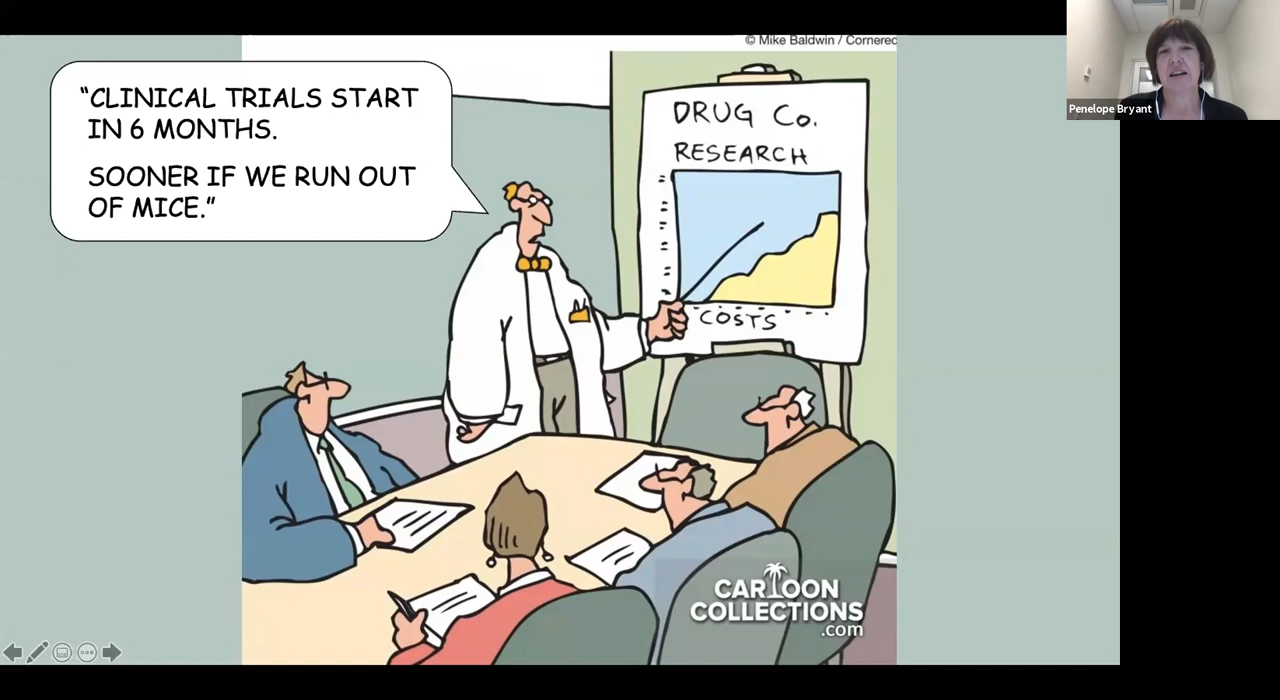 © Mike Baldwin / Cornered
“CLINICAL TRIALS START
IN 6 MONTHS.
SOONER IF WE RUN OUT
OF MICE.”
DRUG Co.
RESEARCH
COSTS
CARTOON
COLLECTIONS
.com
Penelope Bryant